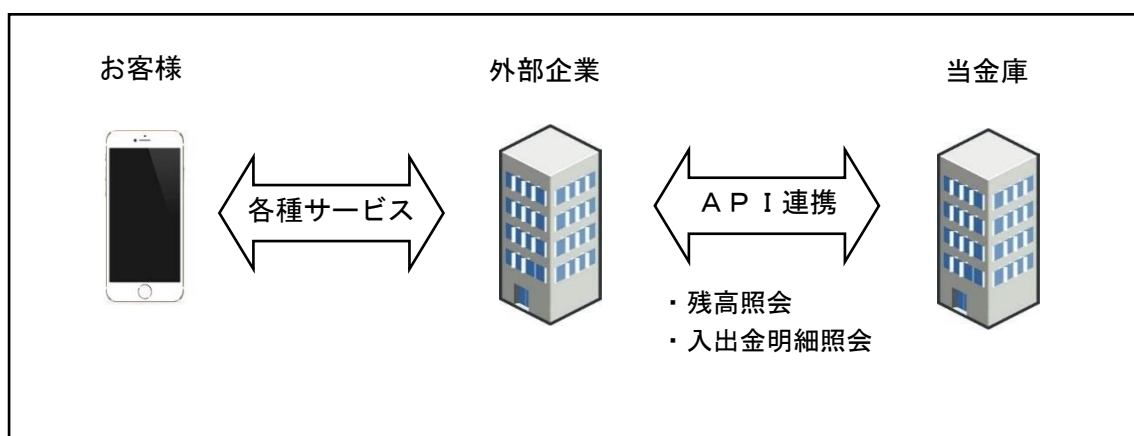 お客様
外部企業
当金庫
各種サービス
ＡＰＩ連携
・残高照会
・入出金明細照会